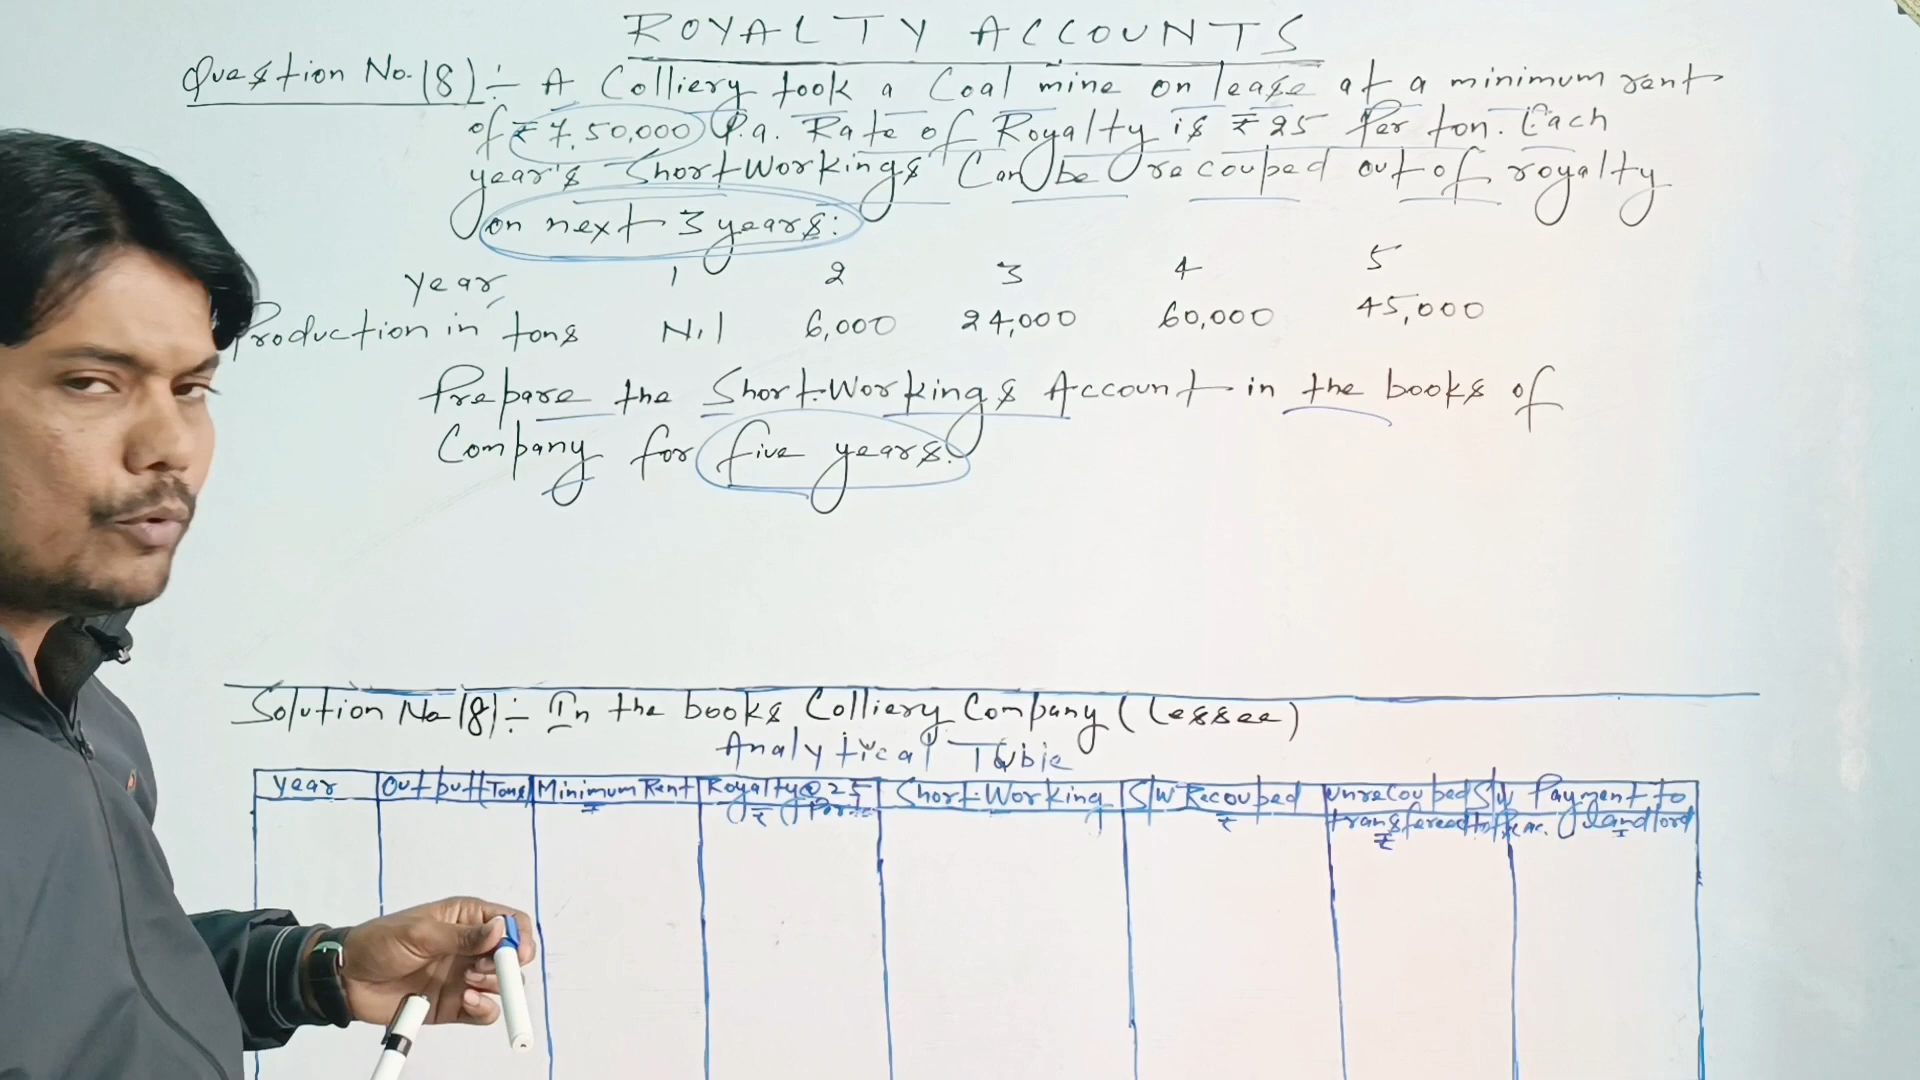 ROYALTY ACCOUNTS
Question No. (8) :- A Colliery took a Coal mine on lease at a minimum rent
of ₹ 7,50,000 P.a. Rate of Royalty is ₹ 25 Per ton. Each
year's Short Workings Can be recouped out of royalty
on next 3 years:
Year 1 2 3 4 5
Production in tons Nil 6,000 24,000 60,000 45,000
Prepare the Short-Workings Account in the books of
Company for five years.
Solution No (8) :- In the books Colliery Company (Lessee)
Analytical Table
Year Output (Tons) Minimum Rent ₹ Royalty @ 25 ₹ Short-Working S/W Recouped ₹ unrecouped S/W ₹ Payment to landlord ₹